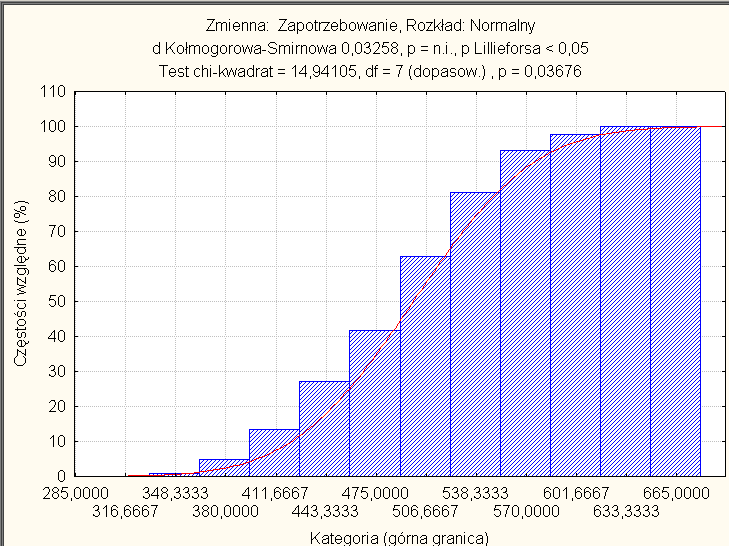 Zmienna:  Zapotrzebowanie, Rozkład: Normalny
d Kołmogorowa-Smirnowa 0,03258, p = n.i., p Lillieforsa < 0,05
Test chi-kwadrat = 14,94105, df = 7 (dopasow.) , p = 0,03676
110
100
90
80
70
60
50
40
30
20
10
0
Częstości względne (%)
285,0000 348,3333 411,6667 475,0000 538,3333 601,6667 665,0000
316,6667 380,0000 443,3333 506,6667 570,0000 633,3333
Kategoria (górna granica)